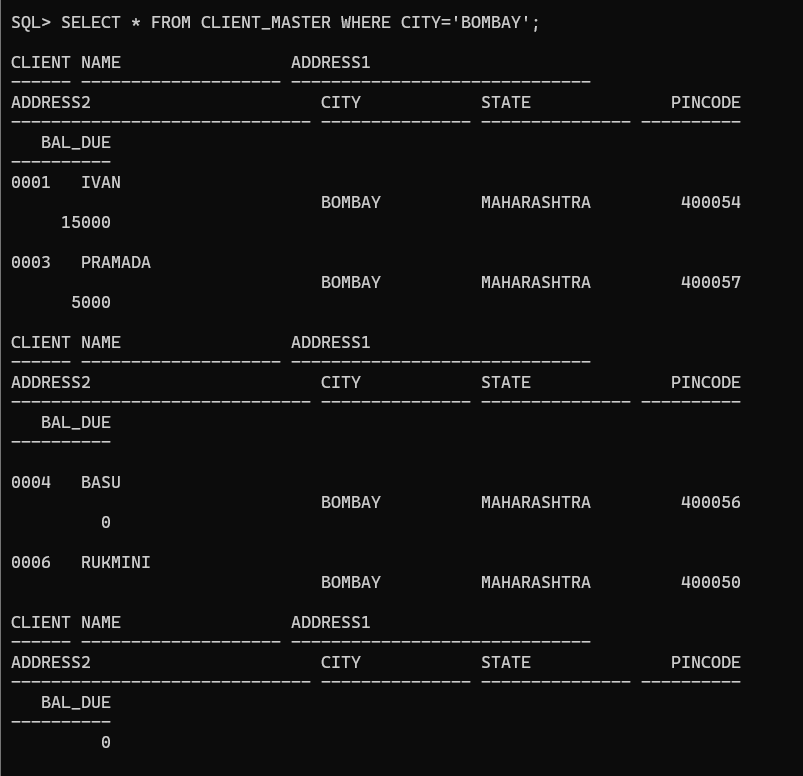 SQL> SELECT * FROM CLIENT_MASTER WHERE CITY='BOMBAY';
CLIENT NAME                 ADDRESS1
------ -------------------- ------------------------------
ADDRESS2                       CITY            STATE              PINCODE
------------------------------ --------------- --------------- ----------
   BAL_DUE
----------
0001   IVAN
                               BOMBAY          MAHARASHTRA         400054
     15000
0003   PRAMADA
                               BOMBAY          MAHARASHTRA         400057
      5000
CLIENT NAME                 ADDRESS1
------ -------------------- ------------------------------
ADDRESS2                       CITY            STATE              PINCODE
------------------------------ --------------- --------------- ----------
   BAL_DUE
----------
0004   BASU
                               BOMBAY          MAHARASHTRA         400056
         0
0006   RUKMINI
                               BOMBAY          MAHARASHTRA         400050
CLIENT NAME                 ADDRESS1
------ -------------------- ------------------------------
ADDRESS2                       CITY            STATE              PINCODE
------------------------------ --------------- --------------- ----------
   BAL_DUE
----------
         0